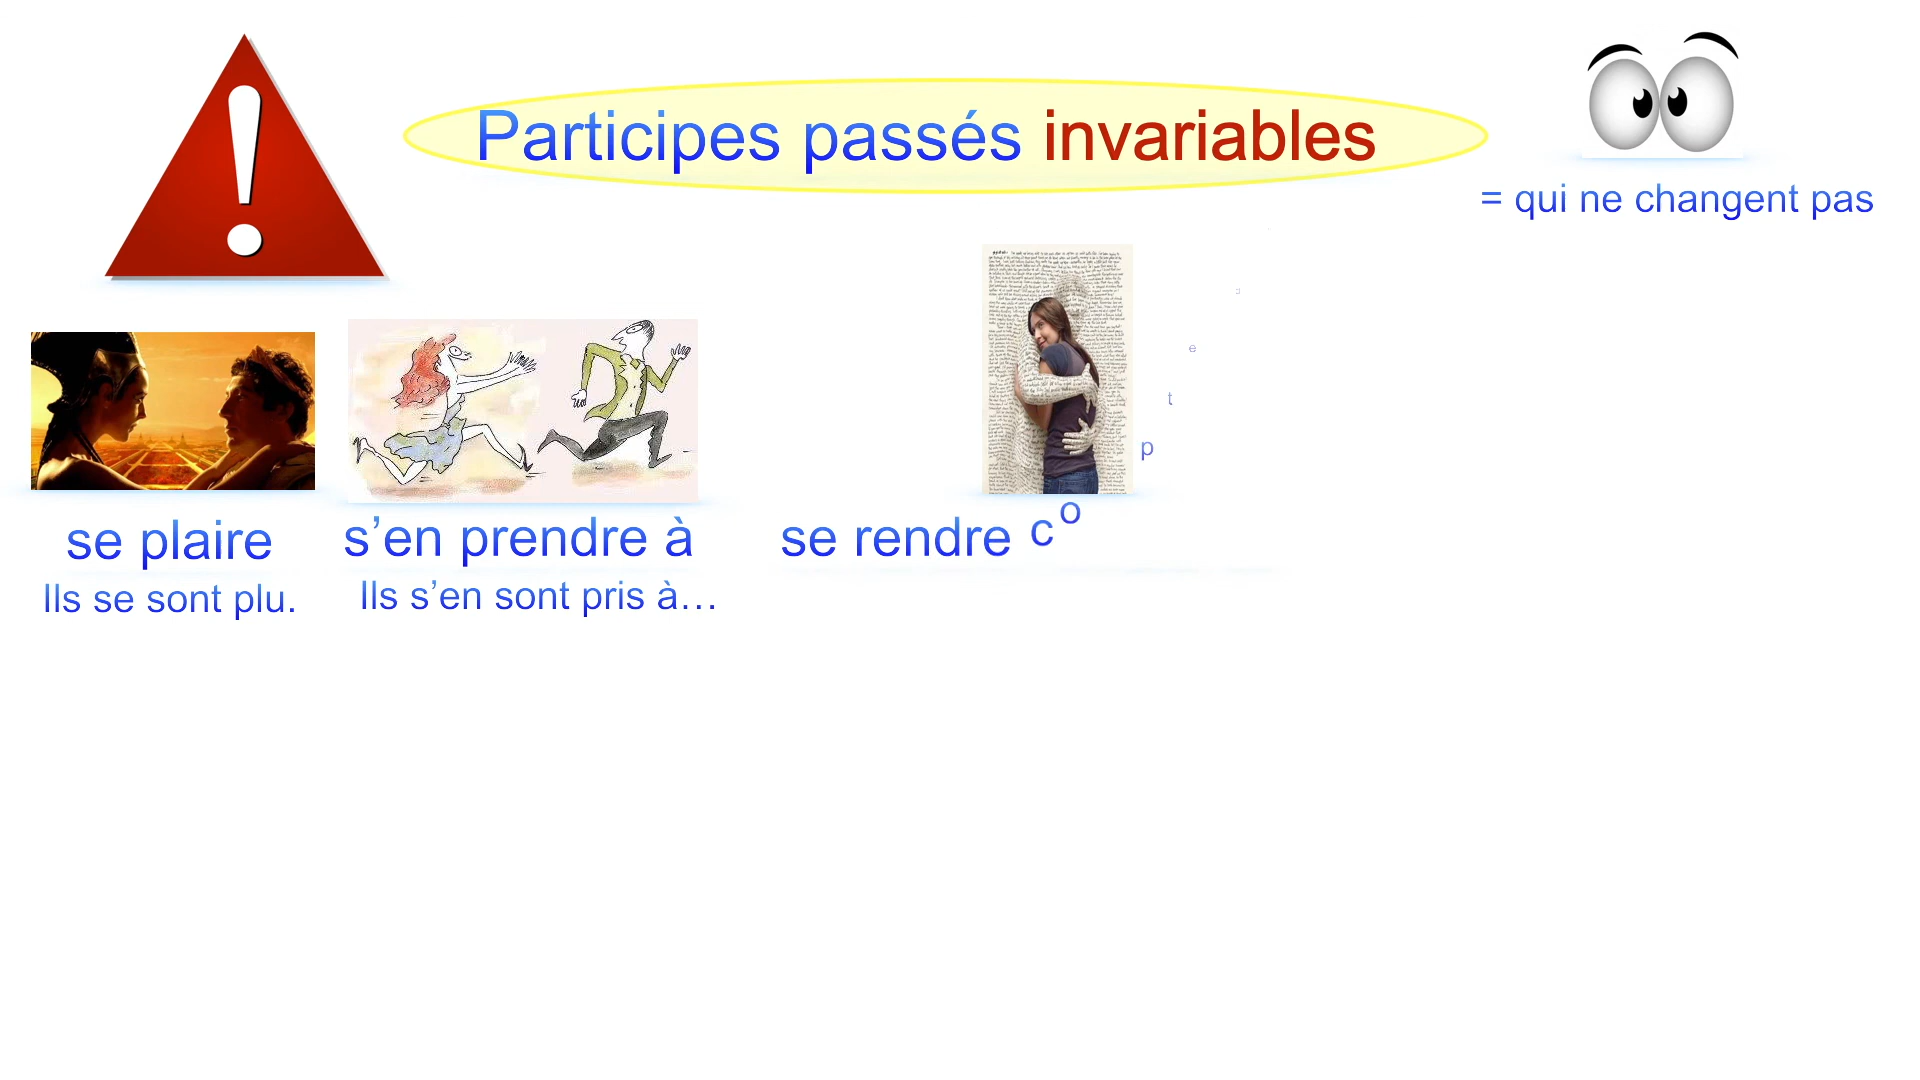 Participes passés invariables
= qui ne changent pas
se plaire
Ils se sont plu.
s’en prendre à
Ils s’en sont pris à…
se rendre co
p
t
e